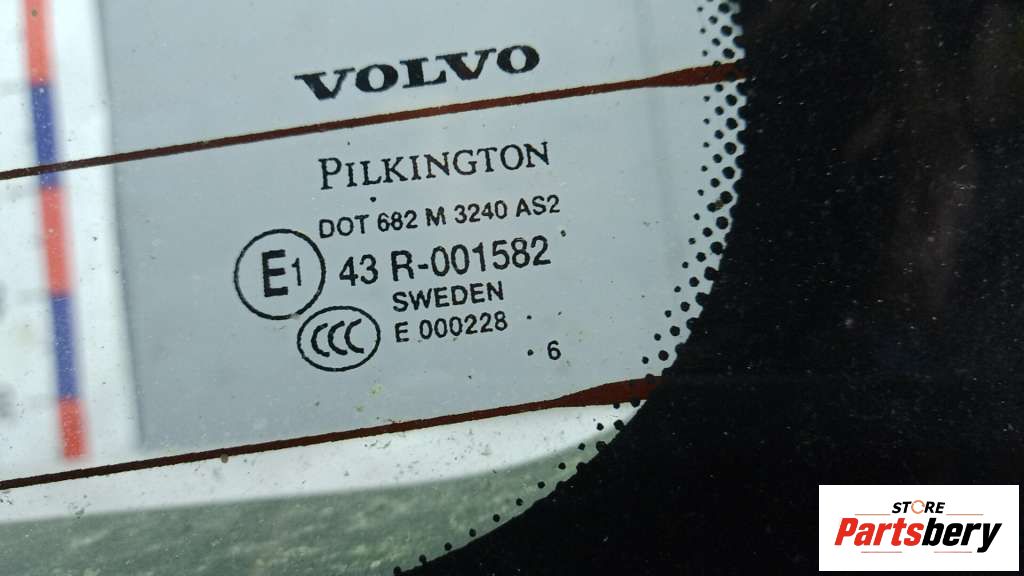 VOLVO
PILKINGTON
DOT 682 M 3240 AS2
E1 43 R-001582
SWEDEN
CCC E 000228
6
STORE
Partsbery